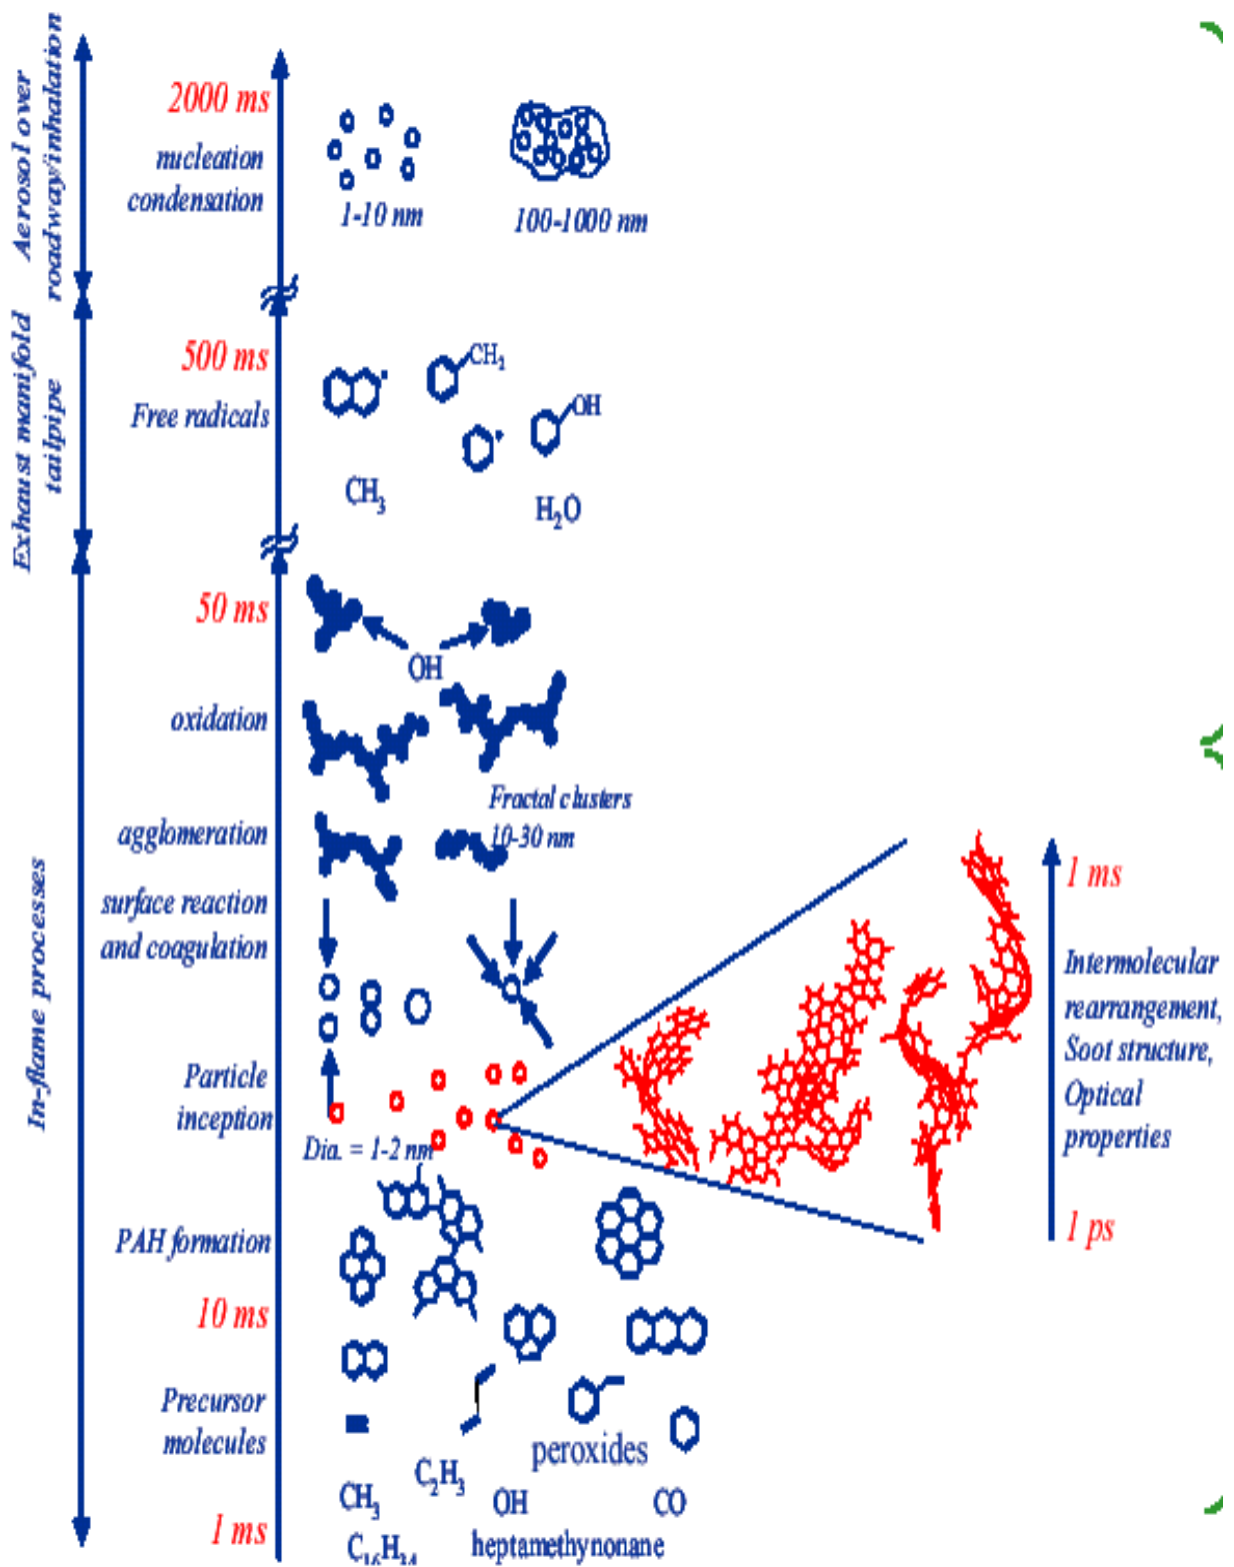 Aerosol over
roadway/inhalation
2000 ms
nucleation
condensation
1-10 nm
100-1000 nm
Exhaust manifold
tailpipe
500 ms
Free radicals
CH2
OH
CH3
H2O
In-flame processes
50 ms
OH
oxidation
Fractal clusters
10-30 nm
agglomeration
surface reaction
and coagulation
Particle
inception
Dia. = 1-2 nm
1 ms
Intermolecular
rearrangement,
Soot structure,
Optical
properties
1 ps
PAH formation
10 ms
Precursor
molecules
peroxides
C2H3
CH3
OH
CO
1 ms
C16H34
heptamethynonane